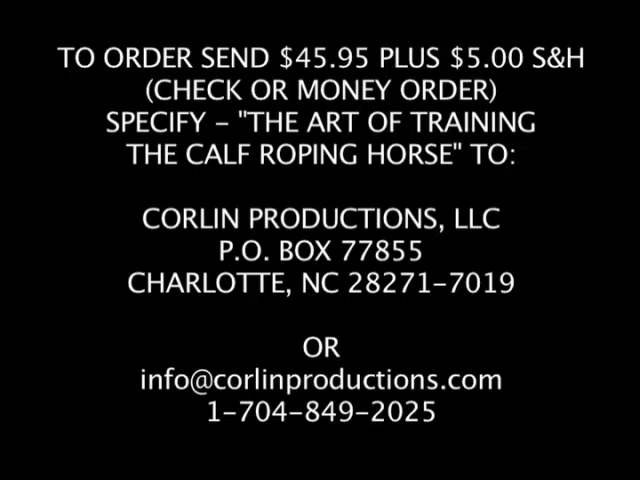 TO ORDER SEND $45.95 PLUS $5.00 S&H
(CHECK OR MONEY ORDER)
SPECIFY - "THE ART OF TRAINING
THE CALF ROPING HORSE" TO:
CORLIN PRODUCTIONS, LLC
P.O. BOX 77855
CHARLOTTE, NC 28271-7019
OR
info@corlinproductions.com
1-704-849-2025